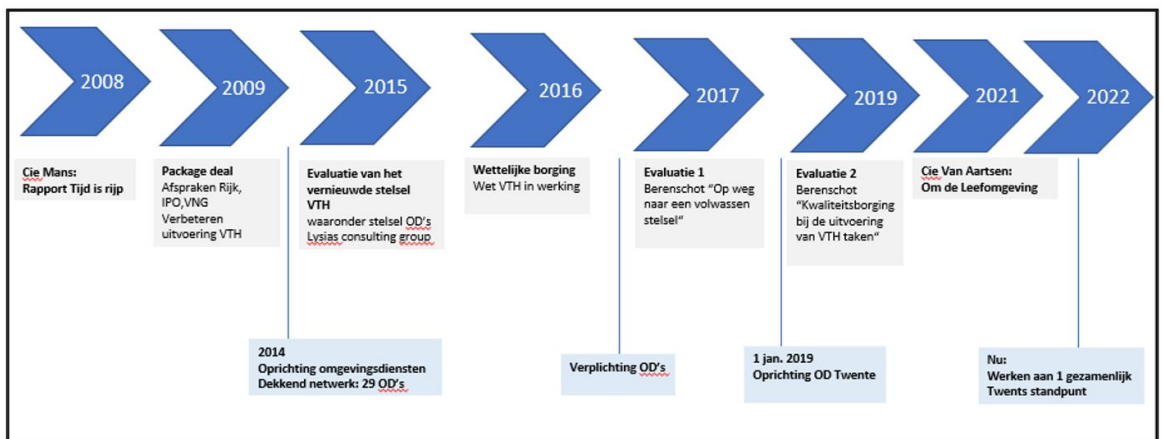 2008
2009
2015
2016
2017
2019
2021
2022
Cie Mans:
Rapport Tijd is rijp
Package deal
Afspraken Rijk,
IPO,VNG
Verbeteren
uitvoering VTH
Evaluatie van het
vernieuwde stelsel
VTH
waaronder stelsel OD's
Lysias consulting group
Wettelijke borging
Wet VTH in werking
Evaluatie 1
Berenschot “Op weg
naar een volwassen
stelsel“
Evaluatie 2
Berenschot
“Kwaliteitsborging
bij de uitvoering
van VTH taken“
Cie Van Aartsen:
Om de Leefomgeving
2014
Oprichting omgevingsdiensten
Dekkend netwerk: 29 OD's
Verplichting OD's
1 jan. 2019
Oprichting OD Twente
Nu:
Werken aan 1 gezamenlijk
Twents standpunt